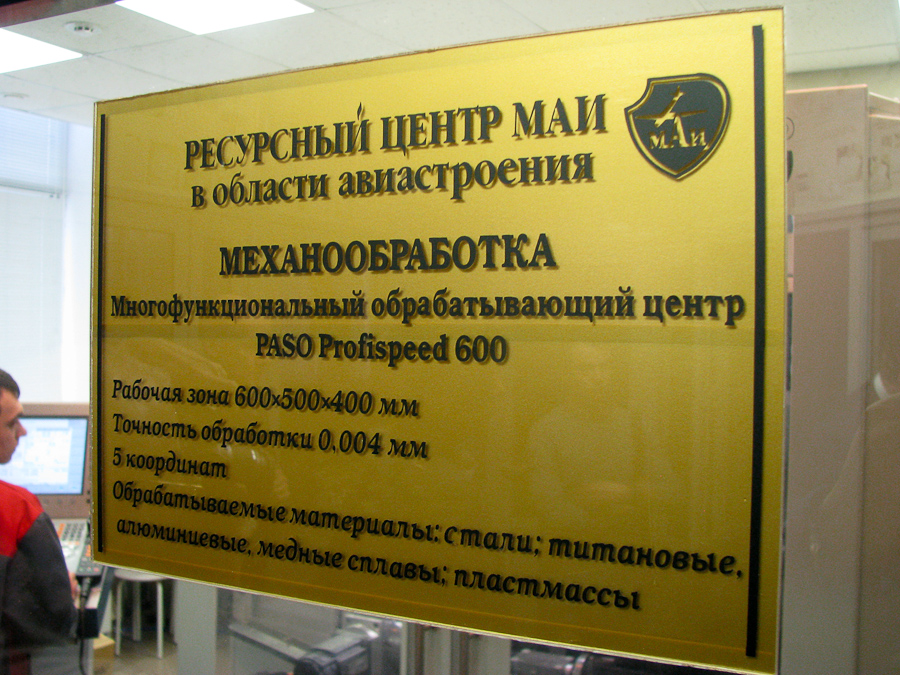 РЕСУРСНЫЙ ЦЕНТР МАИ
в области авиастроения
МАИ
МЕХАНООБРАБОТКА
Многофункциональный обрабатывающий центр
PASO Profispeed 600
Рабочая зона 600×500×400 мм
Точность обработки 0,004 мм
5 координат
Обрабатываемые материалы: стали; титановые,
алюминиевые, медные сплавы; пластмассы